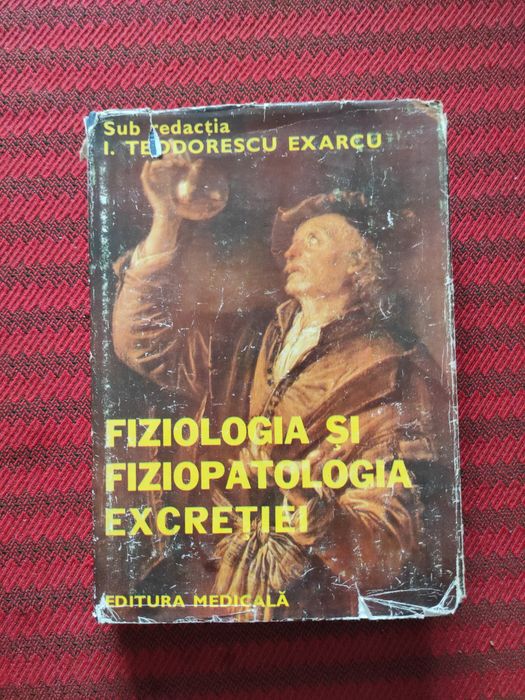 Sub redacția
I. TEODORESCU EXARCU
FIZIOLOGIA ȘI
FIZIOPATOLOGIA
EXCREȚIEI
EDITURA MEDICALĂ